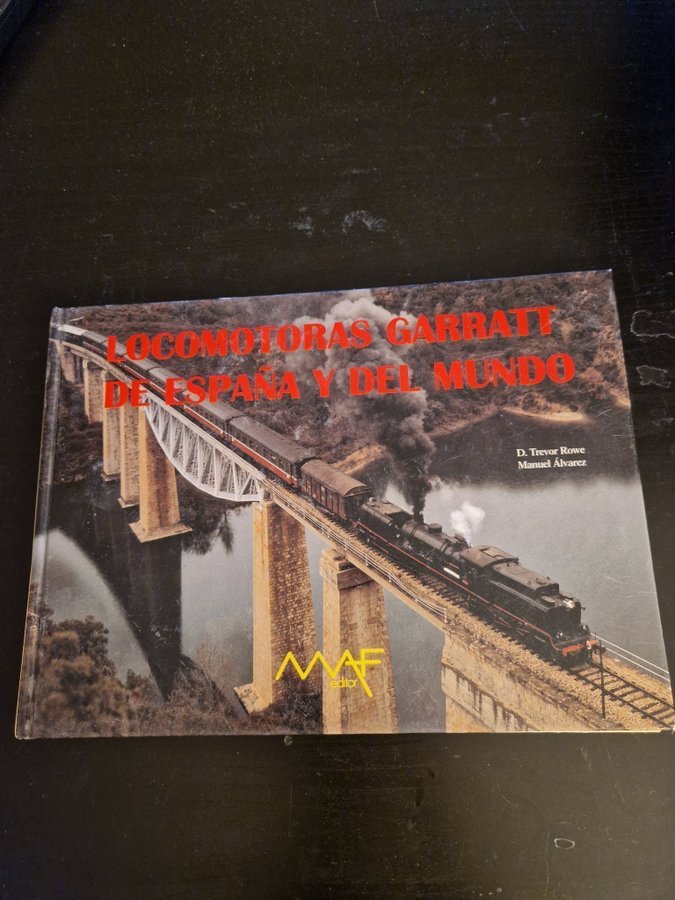 LOCOMOTORAS GARRATT
DE ESPAÑA Y DEL MUNDO
D. Trevor Rowe
Manuel Álvarez
MAF
editor